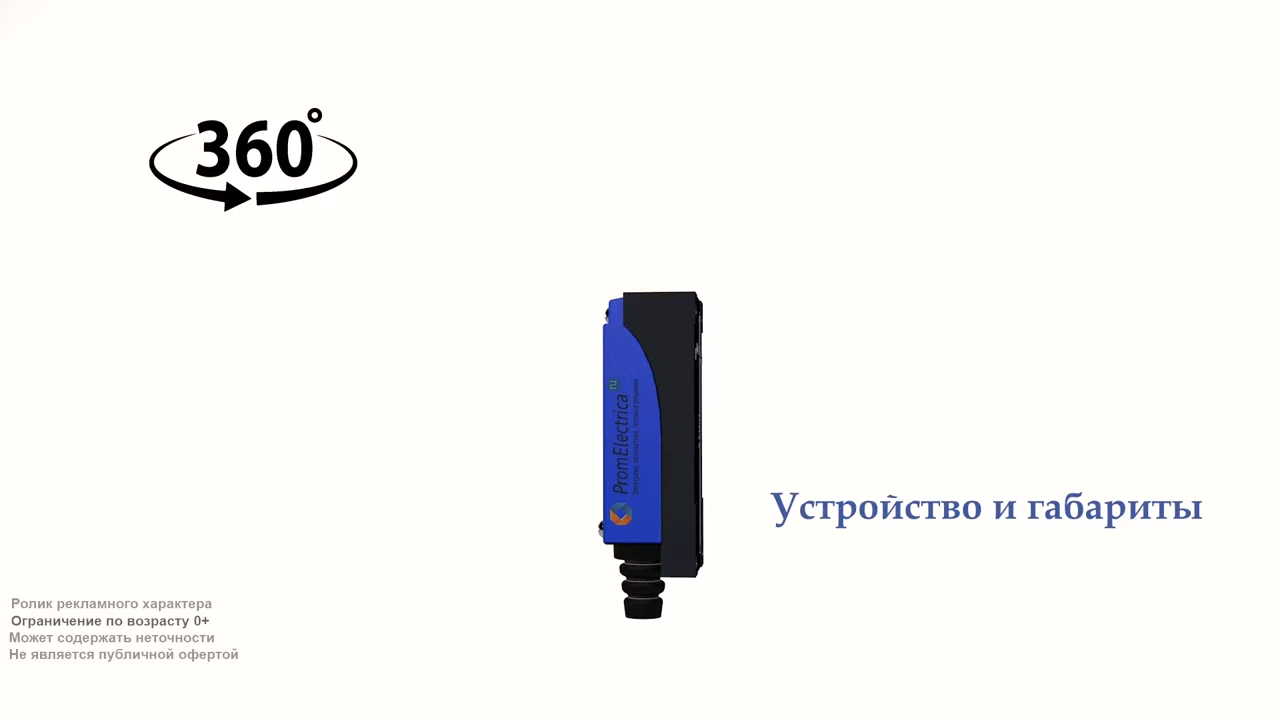 360°
PromElectrica
Устройство и габариты
Ролик рекламного характера
Ограничение по возрасту 0+
Может содержать неточности
Не является публичной офертой